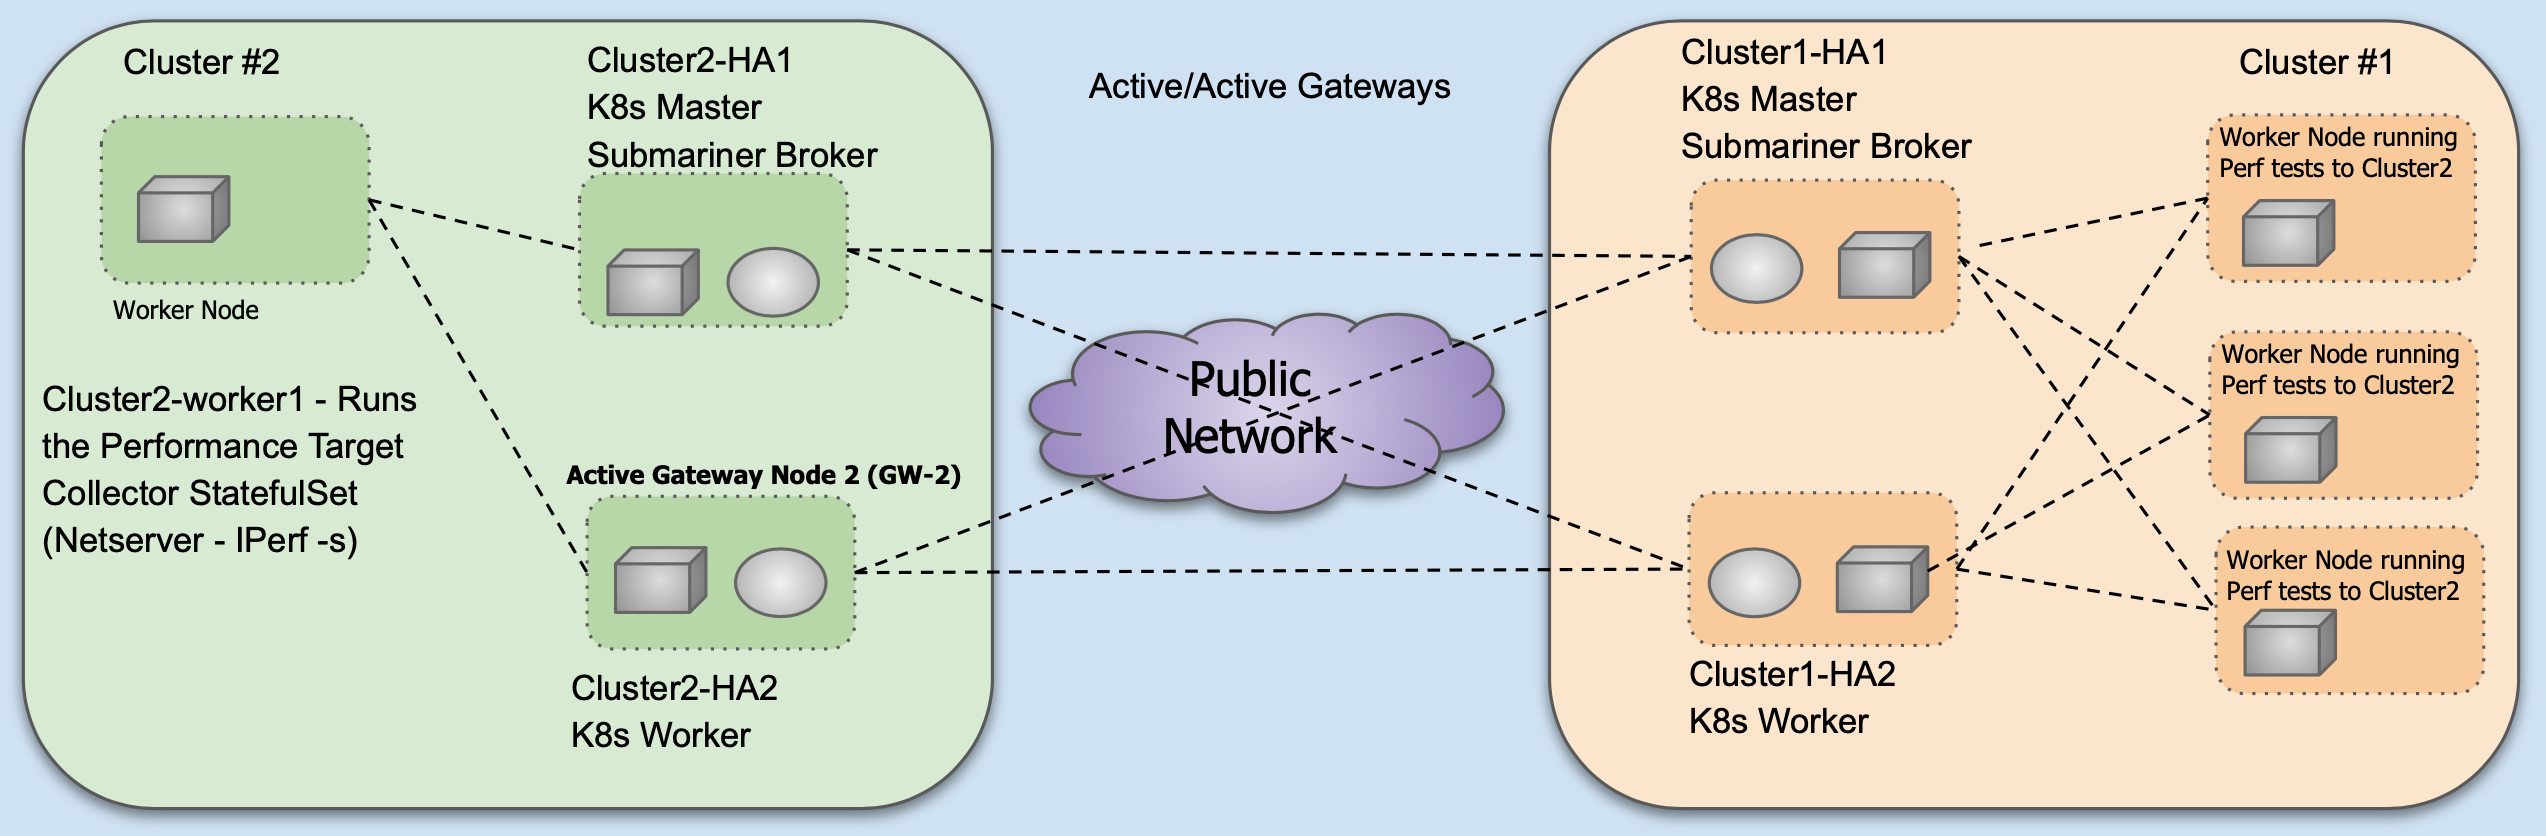 Cluster #2
Cluster2-HA1
K8s Master
Submariner Broker
Worker Node
Cluster2-worker1 - Runs
the Performance Target
Collector StatefulSet
(Netserver - IPerf -s)
Active Gateway Node 2 (GW-2)
Cluster2-HA2
K8s Worker
Active/Active Gateways
Public
Network
Cluster1-HA1
K8s Master
Submariner Broker
Cluster1-HA2
K8s Worker
Cluster #1
Worker Node running
Perf tests to Cluster2
Worker Node running
Perf tests to Cluster2
Worker Node running
Perf tests to Cluster2